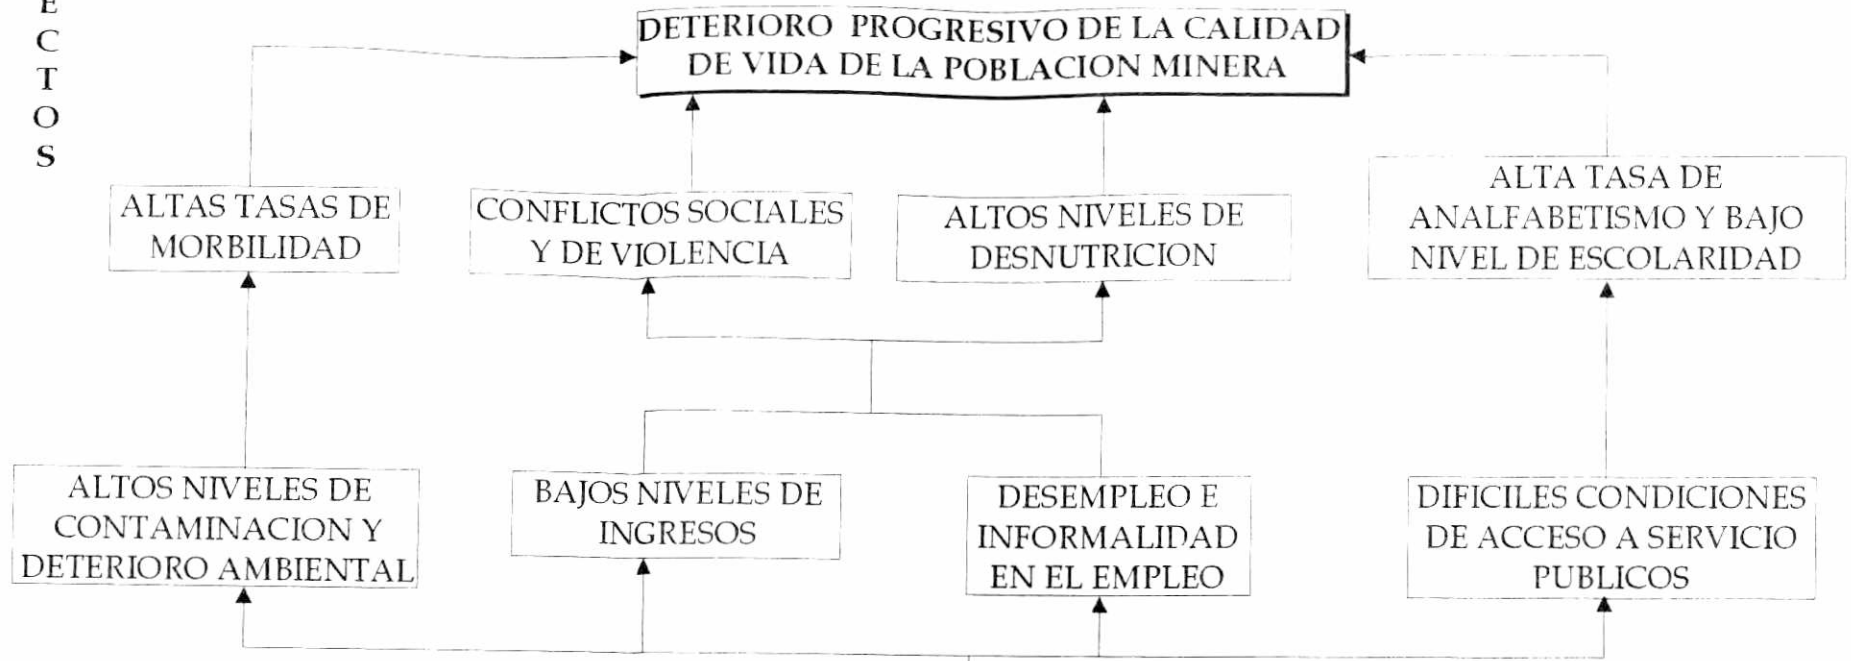 E
C
T
O
S
DETERIORO PROGRESIVO DE LA CALIDAD
DE VIDA DE LA POBLACION MINERA
ALTAS TASAS DE
MORBILIDAD
CONFLICTOS SOCIALES
Y DE VIOLENCIA
ALTOS NIVELES DE
DESNUTRICION
ALTA TASA DE
ANALFABETISMO Y BAJO
NIVEL DE ESCOLARIDAD
ALTOS NIVELES DE
CONTAMINACION Y
DETERIORO AMBIENTAL
BAJOS NIVELES DE
INGRESOS
DESEMPLEO E
INFORMALIDAD
EN EL EMPLEO
DIFICILES CONDICIONES
DE ACCESO A SERVICIO
PUBLICOS